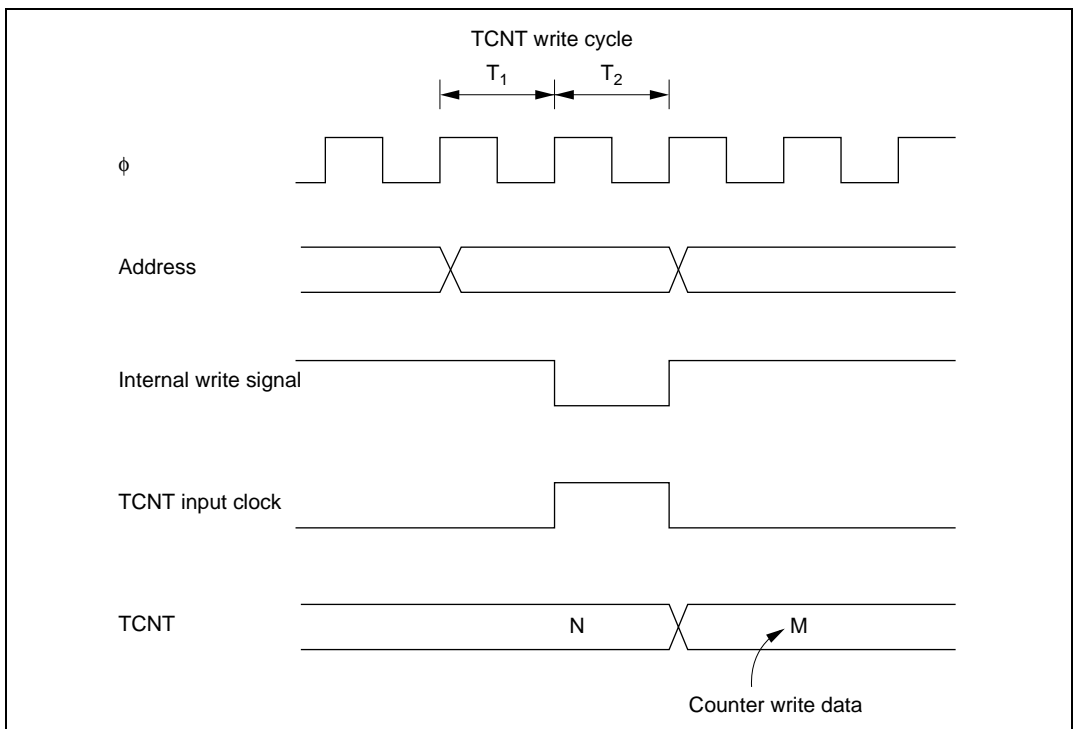 TCNT write cycle
T1 T2
ϕ
Address
Internal write signal
TCNT input clock
TCNT N M
Counter write data